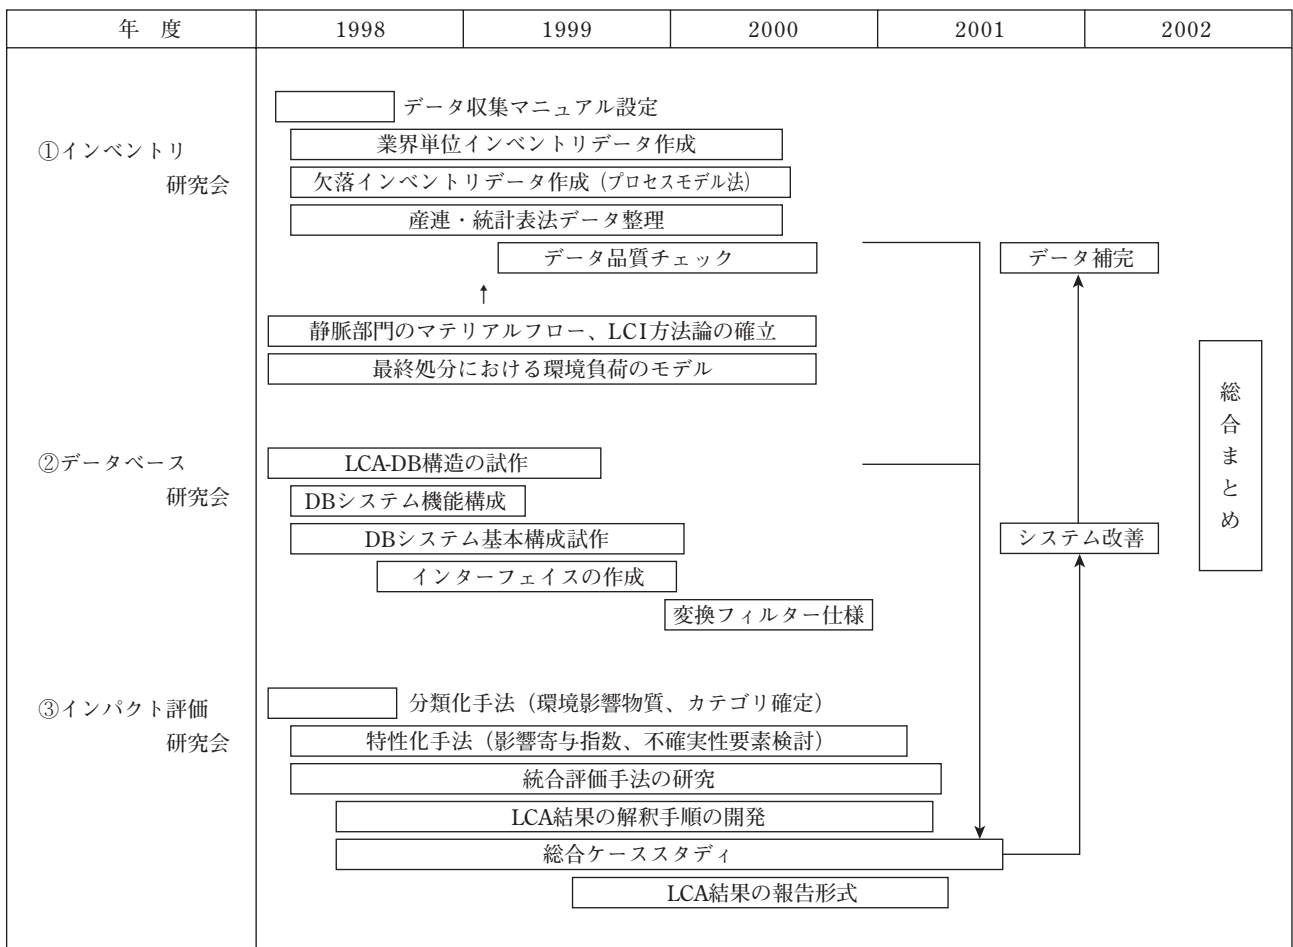 年 度 1998 1999 2000 2001 2002
データ収集マニュアル設定
①インベントリ
研究会
業界単位インベントリデータ作成
欠落インベントリデータ作成（プロセスモデル法）
産連・統計表法データ整理
データ品質チェック
データ補完
静脈部門のマテリアルフロー、LCI方法論の確立
最終処分における環境負荷のモデル
総合まとめ
②データベース
研究会
LCA-DB構造の試作
DBシステム機能構成
DBシステム基本構成試作
システム改善
インターフェイスの作成
変換フィルター仕様
③インパクト評価
研究会
分類化手法（環境影響物質、カテゴリ確定）
特性化手法（影響寄与指数、不確実性要素検討）
統合評価手法の研究
LCA結果の解釈手順の開発
総合ケーススタディ
LCA結果の報告形式